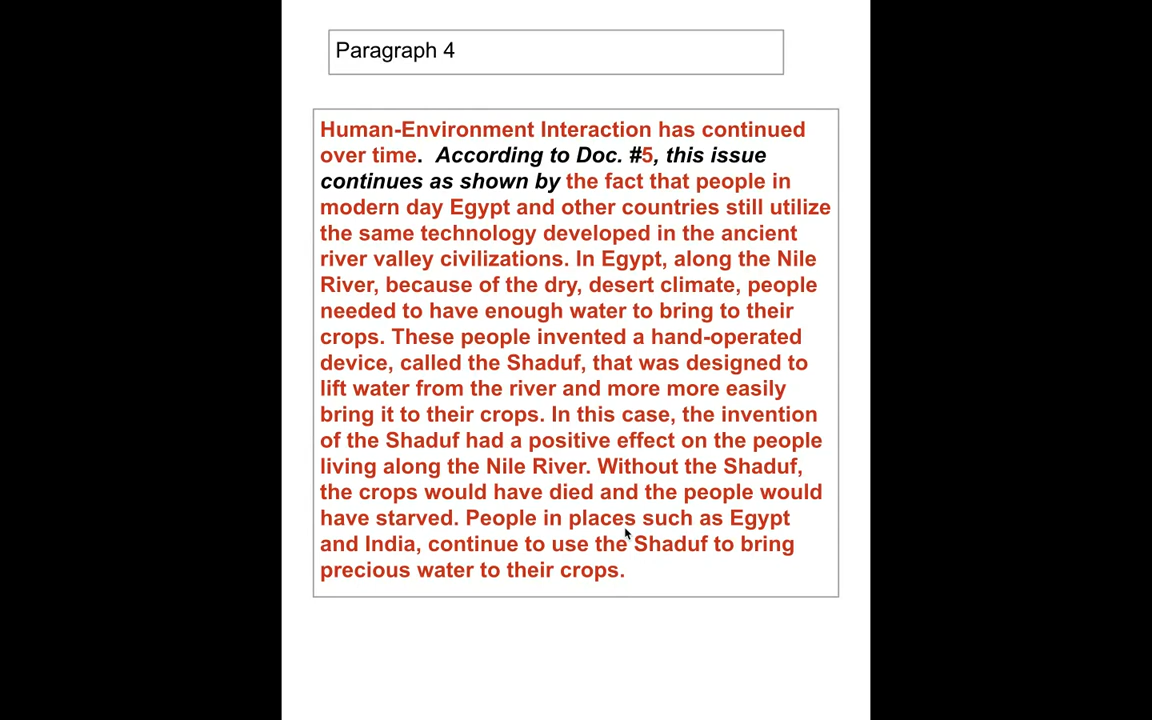 Paragraph 4
Human-Environment Interaction has continued
over time.  According to Doc. #5, this issue
continues as shown by the fact that people in
modern day Egypt and other countries still utilize
the same technology developed in the ancient
river valley civilizations. In Egypt, along the Nile
River, because of the dry, desert climate, people
needed to have enough water to bring to their
crops. These people invented a hand-operated
device, called the Shaduf, that was designed to
lift water from the river and more more easily
bring it to their crops. In this case, the invention
of the Shaduf had a positive effect on the people
living along the Nile River. Without the Shaduf,
the crops would have died and the people would
have starved. People in places such as Egypt
and India, continue to use the Shaduf to bring
precious water to their crops.